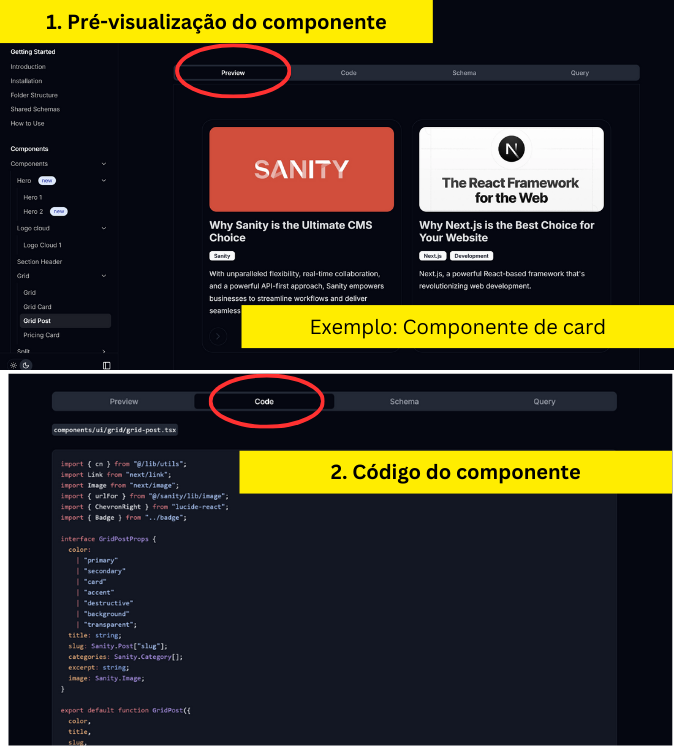 1. Pré-visualização do componente
Getting Started
Introduction
Installation
Folder Structure
Shared Schemas
How to Use
Components
Components
Hero new
Hero 1
Hero 2 new
Logo cloud
Logo Cloud 1
Section Header
Grid
Grid
Grid Card
Grid Post
Pricing Card
Split
Preview Code Schema Query
SANITY
Why Sanity is the Ultimate CMS
Choice
Sanity
With unparalleled flexibility, real-time collaboration,
and a powerful API-first approach, Sanity empowers
businesses to streamline workflows and deliver
seamless
N
The React Framework
for the Web
Why Next.js is the Best Choice for
Your Website
Next.js Development
Next.js, a powerful React-based framework that's
revolutionizing web development.
Exemplo: Componente de card
Preview Code Schema Query
components/ui/grid/grid-post.tsx
2. Código do componente
import { cn } from "@/lib/utils";
import Link from "next/link";
import Image from "next/image";
import { urlFor } from "@/sanity/lib/image";
import { ChevronRight } from "lucide-react";
import { Badge } from "../badge";
interface GridPostProps {
color:
| "primary"
| "secondary"
| "card"
| "accent"
| "destructive"
| "background"
| "transparent";
title: string;
slug: Sanity.Post["slug"];
categories: Sanity.Category[];
excerpt: string;
image: Sanity.Image;
}
export default function GridPost({
color,
title,
slug,